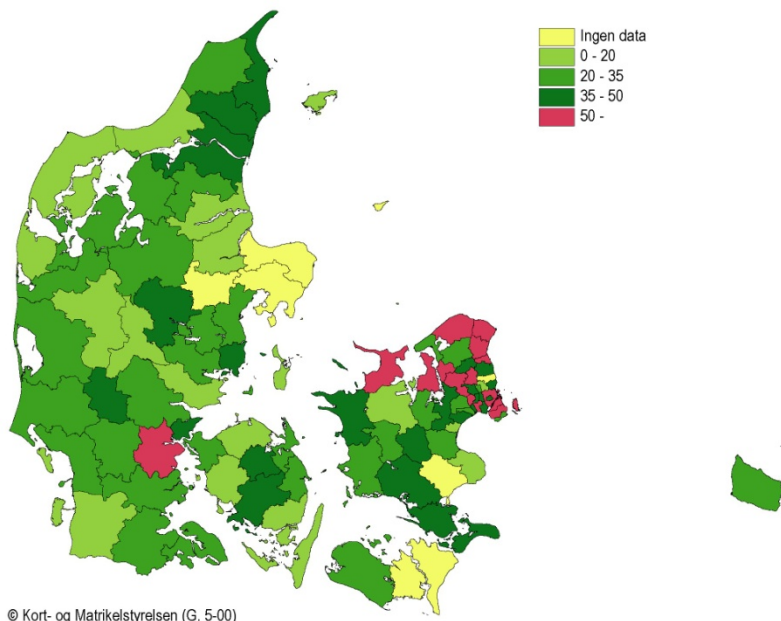 Ingen data
0 - 20
20 - 35
35 - 50
50 -
© Kort- og Matrikelstyrelsen (G. 5-00)